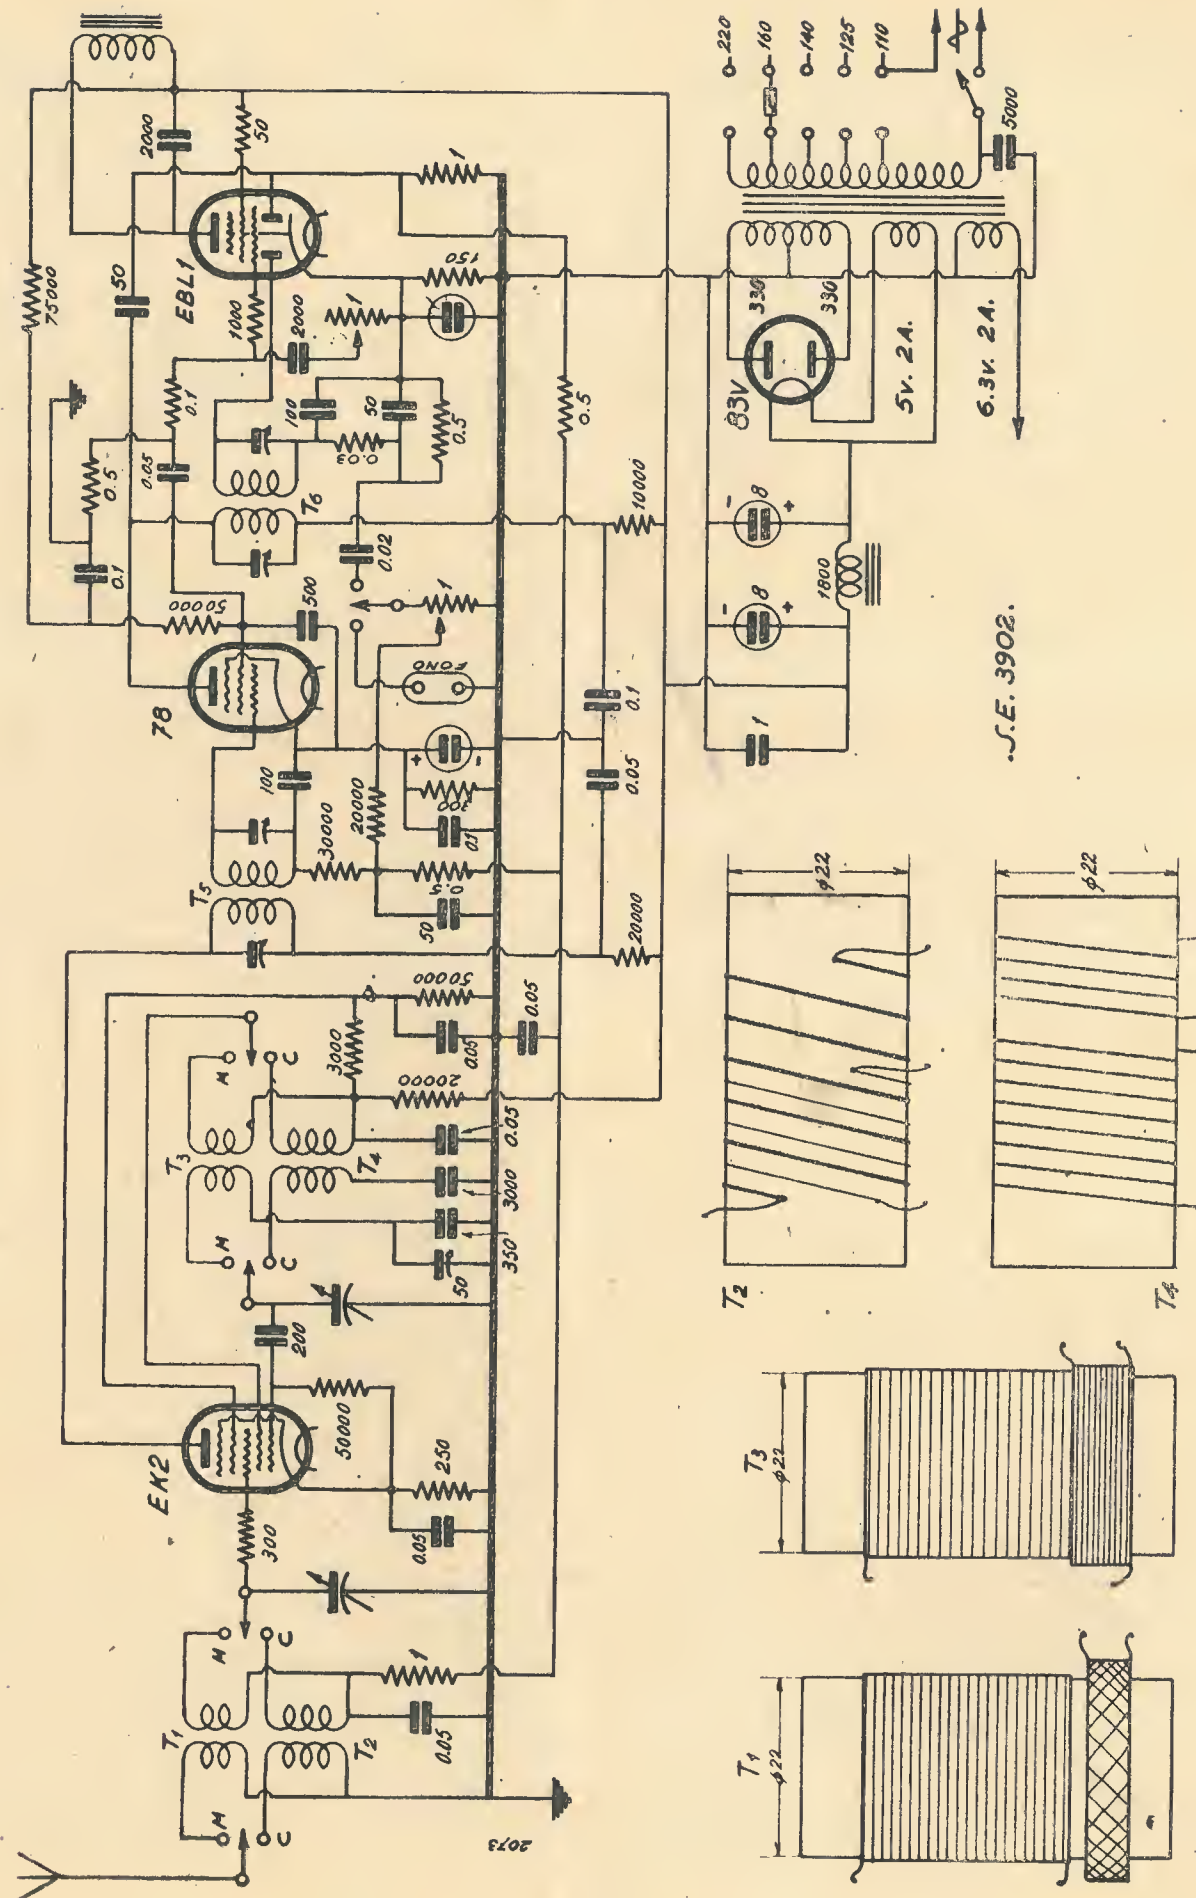 2000
50
75000
50
EBL1
1000
1
150
2000
1
0.1
0.05
0.5
0.1
100
50
0.03
0.5
T6
0.02
0.5
10000
50000
500
78
1
FONO
100
30000
20000
300
0.1
0.5
50
T5
0.1
0.05
20000
50000
0.05
0.05
3000
20000
0.05
3000
350
50
M
C
T3
T4
M
C
200
EK2
50000
250
0.05
300
M
C
T1
T2
1
0.05
M
C
2073
220
160
140
125
110
5000
330
330
83V
5v. 2A.
6.3v. 2A.
- 8 +
- 8 +
1800
1
.S.E. 3902.
T2
φ22
T4
φ22
T3
φ22
T1
φ22